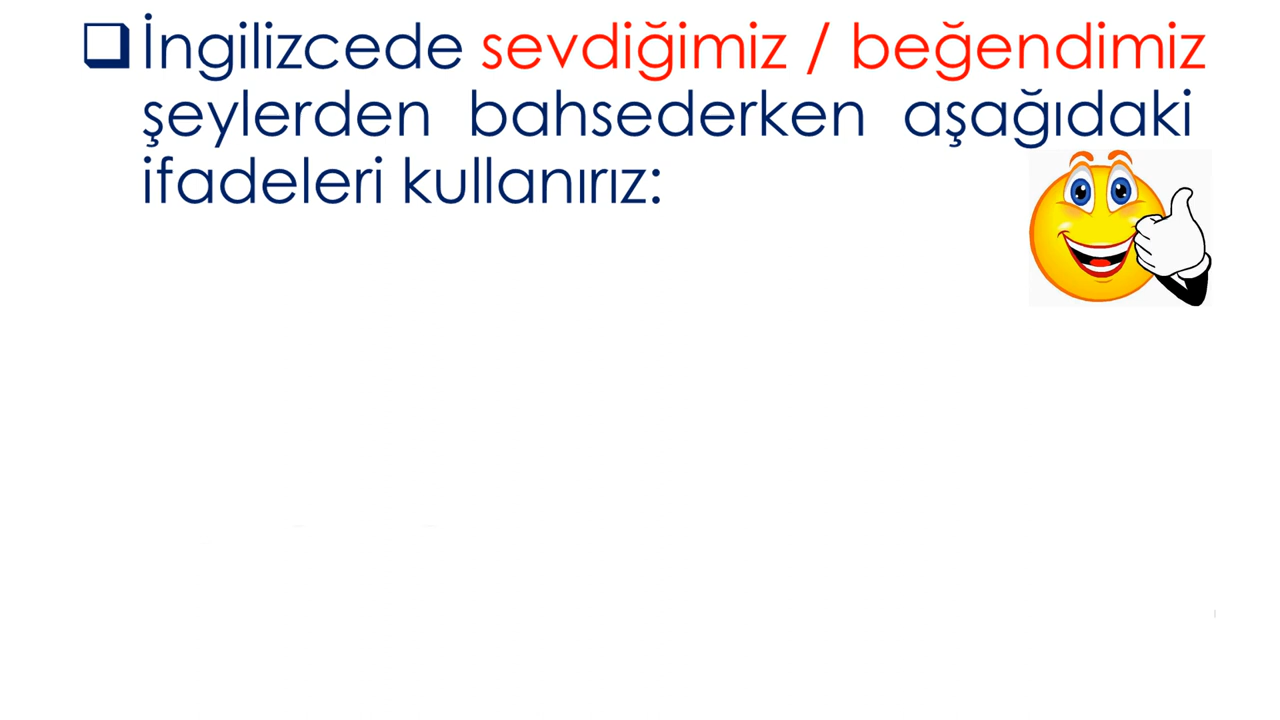 İngilizcede sevdiğimiz / beğendimiz
şeylerden bahsederken aşağıdaki
ifadeleri kullanırız: